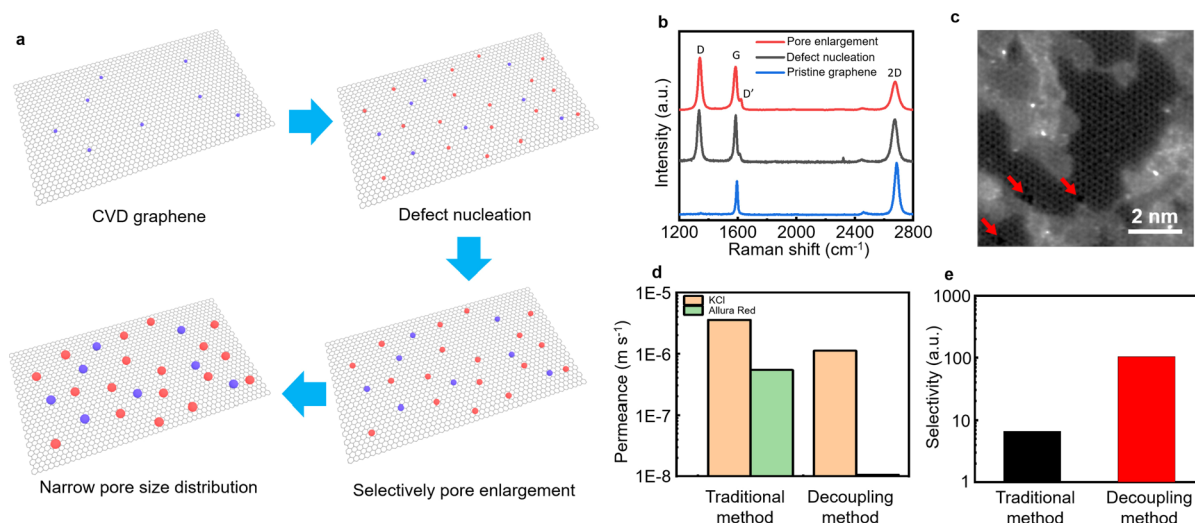 a
CVD graphene
Defect nucleation
Narrow pore size distribution
Selectively pore enlargement
b
Intensity (a.u.)
D
G
D′
2D
Pore enlargement
Defect nucleation
Pristine graphene
1200
1600
2000
2400
2800
Raman shift (cm⁻¹)
c
2 nm
d
Permeance (m s⁻¹)
1E-5
1E-6
1E-7
1E-8
KCl
Allura Red
Traditional
method
Decoupling
method
e
Selectivity (a.u.)
1000
100
10
1
Traditional
method
Decoupling
method